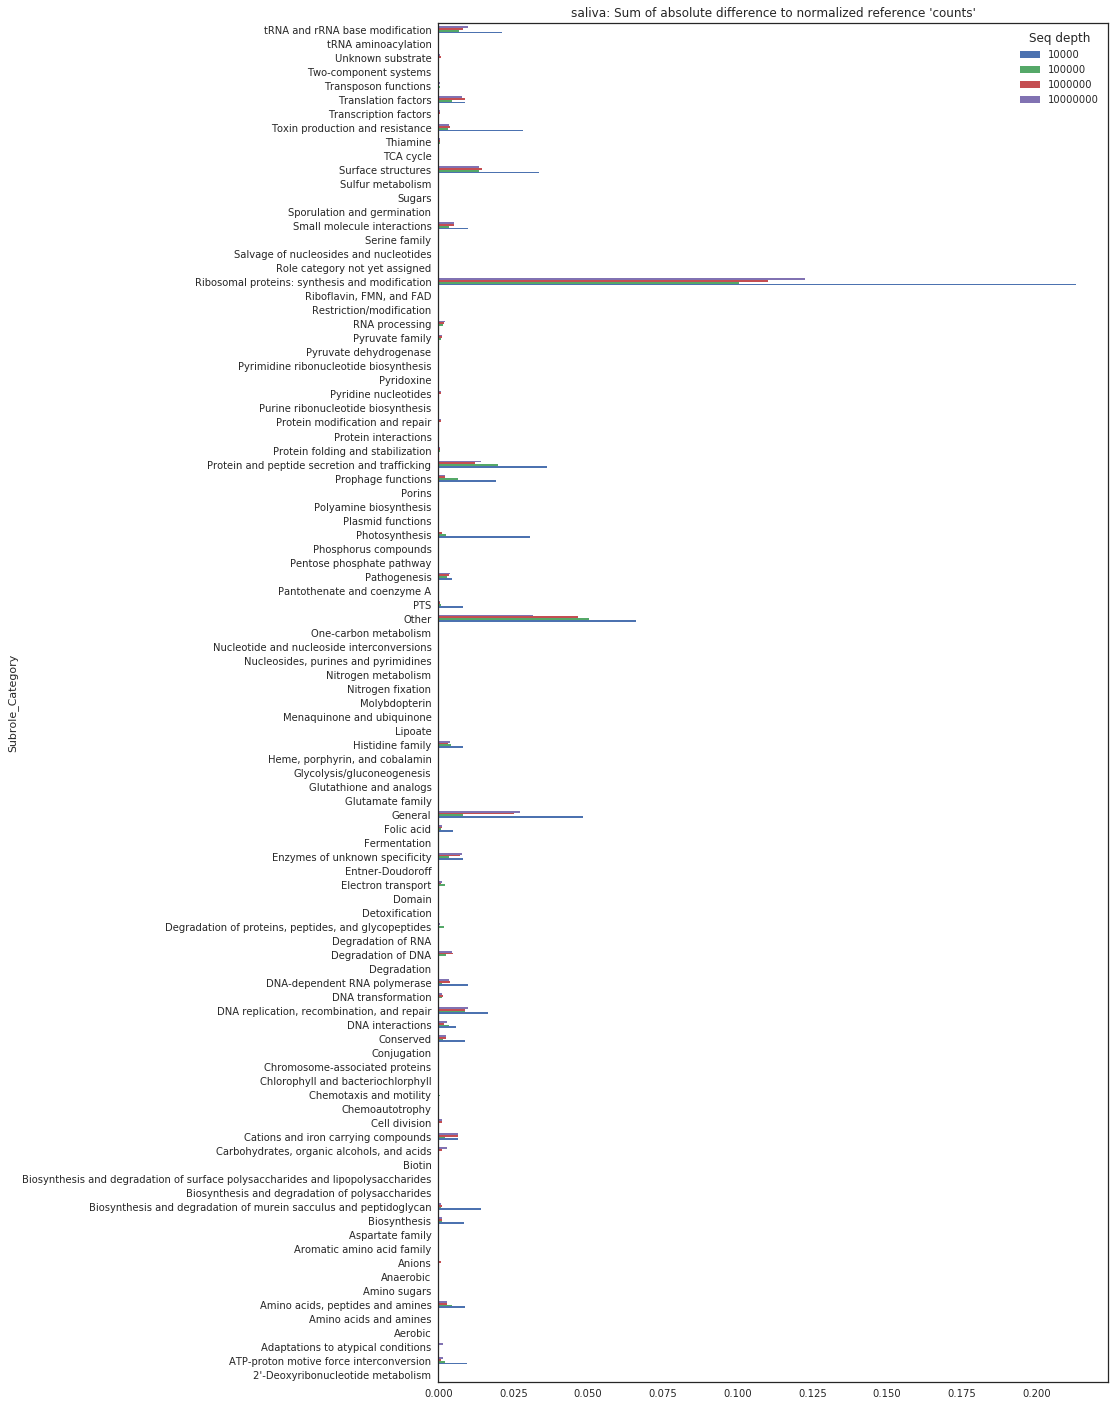 saliva: Sum of absolute difference to normalized reference 'counts'
Seq depth
10000
100000
1000000
10000000
Subrole_Category
tRNA and rRNA base modification
tRNA aminoacylation
Unknown substrate
Two-component systems
Transposon functions
Translation factors
Transcription factors
Toxin production and resistance
Thiamine
TCA cycle
Surface structures
Sulfur metabolism
Sugars
Sporulation and germination
Small molecule interactions
Serine family
Salvage of nucleosides and nucleotides
Role category not yet assigned
Ribosomal proteins: synthesis and modification
Riboflavin, FMN, and FAD
Restriction/modification
RNA processing
Pyruvate family
Pyruvate dehydrogenase
Pyrimidine ribonucleotide biosynthesis
Pyridoxine
Pyridine nucleotides
Purine ribonucleotide biosynthesis
Protein modification and repair
Protein interactions
Protein folding and stabilization
Protein and peptide secretion and trafficking
Prophage functions
Porins
Polyamine biosynthesis
Plasmid functions
Photosynthesis
Phosphorus compounds
Pentose phosphate pathway
Pathogenesis
Pantothenate and coenzyme A
PTS
Other
One-carbon metabolism
Nucleotide and nucleoside interconversions
Nucleosides, purines and pyrimidines
Nitrogen metabolism
Nitrogen fixation
Molybdopterin
Menaquinone and ubiquinone
Lipoate
Histidine family
Heme, porphyrin, and cobalamin
Glycolysis/gluconeogenesis
Glutathione and analogs
Glutamate family
General
Folic acid
Fermentation
Enzymes of unknown specificity
Entner-Doudoroff
Electron transport
Domain
Detoxification
Degradation of proteins, peptides, and glycopeptides
Degradation of RNA
Degradation of DNA
Degradation
DNA-dependent RNA polymerase
DNA transformation
DNA replication, recombination, and repair
DNA interactions
Conserved
Conjugation
Chromosome-associated proteins
Chlorophyll and bacteriochlorphyll
Chemotaxis and motility
Chemoautotrophy
Cell division
Cations and iron carrying compounds
Carbohydrates, organic alcohols, and acids
Biotin
Biosynthesis and degradation of surface polysaccharides and lipopolysaccharides
Biosynthesis and degradation of polysaccharides
Biosynthesis and degradation of murein sacculus and peptidoglycan
Biosynthesis
Aspartate family
Aromatic amino acid family
Anions
Anaerobic
Amino sugars
Amino acids, peptides and amines
Amino acids and amines
Aerobic
Adaptations to atypical conditions
ATP-proton motive force interconversion
2'-Deoxyribonucleotide metabolism
0.000 0.025 0.050 0.075 0.100 0.125 0.150 0.175 0.200